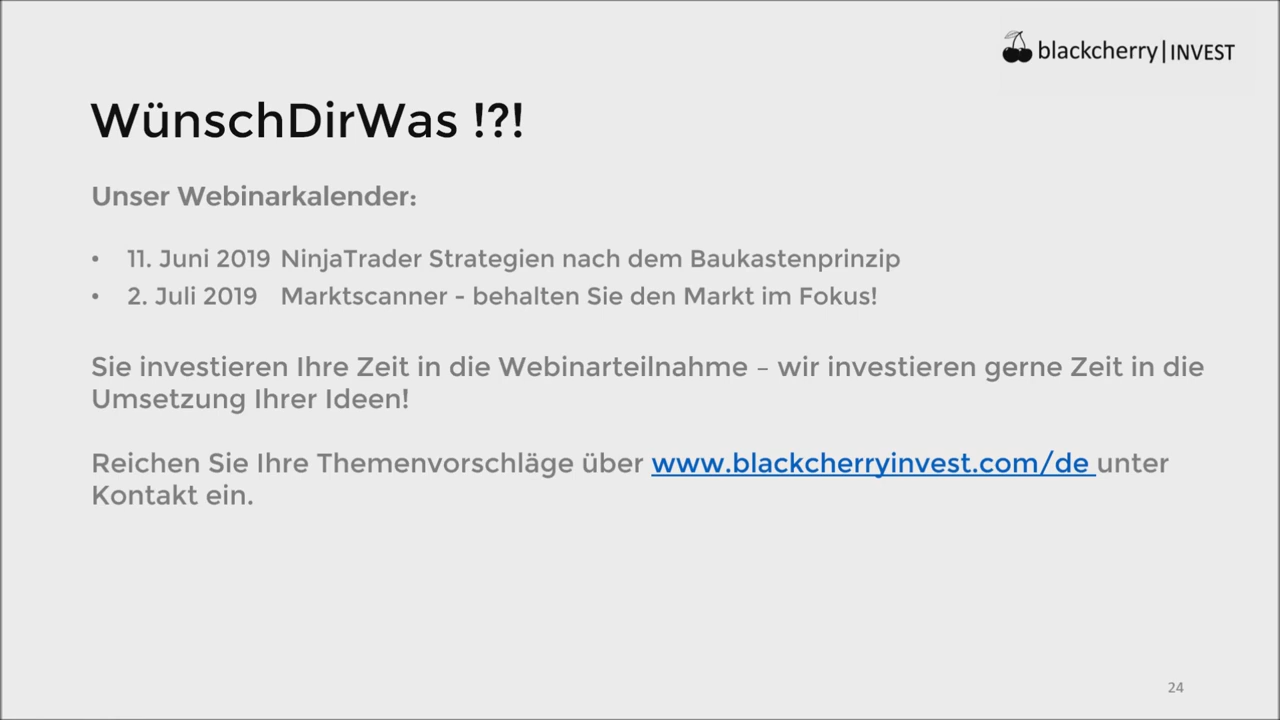 blackcherry|INVEST
WünschDirWas !?!
Unser Webinarkalender:
• 11. Juni 2019 NinjaTrader Strategien nach dem Baukastenprinzip
• 2. Juli 2019 Marktscanner - behalten Sie den Markt im Fokus!
Sie investieren Ihre Zeit in die Webinarteilnahme – wir investieren gerne Zeit in die
Umsetzung Ihrer Ideen!
Reichen Sie Ihre Themenvorschläge über www.blackcherryinvest.com/de unter
Kontakt ein.
24